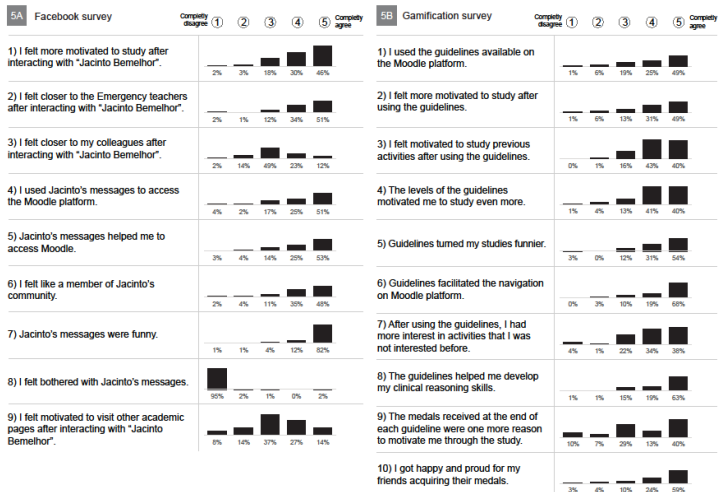 5A Facebook survey
Completly disagree ① ② ③ ④ ⑤ Completly agree
1) I felt more motivated to study after
interacting with "Jacinto Bemelhor".
2% 3% 18% 30% 46%
2) I felt closer to the Emergency teachers
after interacting with "Jacinto Bemelhor".
2% 1% 12% 34% 51%
3) I felt closer to my colleagues after
interacting with "Jacinto Bemelhor".
2% 14% 49% 23% 12%
4) I used Jacinto's messages to access
the Moodle platform.
4% 2% 17% 25% 51%
5) Jacinto's messages helped me to
access Moodle.
3% 4% 14% 25% 53%
6) I felt like a member of Jacinto's
community.
2% 4% 11% 35% 48%
7) Jacinto's messages were funny.
1% 1% 4% 12% 82%
8) I felt bothered with Jacinto's messages.
95% 2% 1% 0% 2%
9) I felt motivated to visit other academic
pages after interacting with "Jacinto
Bemelhor".
8% 14% 37% 27% 14%
5B Gamification survey
Completly disagree ① ② ③ ④ ⑤ Completly agree
1) I used the guidelines available on
the Moodle platform.
1% 6% 19% 25% 49%
2) I felt more motivated to study after
using the guidelines.
1% 6% 13% 31% 49%
3) I felt motivated to study previous
activities after using the guidelines.
0% 1% 16% 43% 40%
4) The levels of the guidelines
motivated me to study even more.
1% 4% 13% 41% 40%
5) Guidelines turned my studies funnier.
3% 0% 12% 31% 54%
6) Guidelines facilitated the navigation
on Moodle platform.
0% 3% 10% 19% 68%
7) After using the guidelines, I had
more interest in activities that I was
not interested before.
4% 1% 22% 34% 38%
8) The guidelines helped me develop
my clinical reasoning skills.
1% 1% 15% 19% 63%
9) The medals received at the end of
each guideline were one more reason
to motivate me through the study.
10% 7% 29% 13% 40%
10) I got happy and proud for my
friends acquiring their medals.
3% 4% 10% 24% 59%